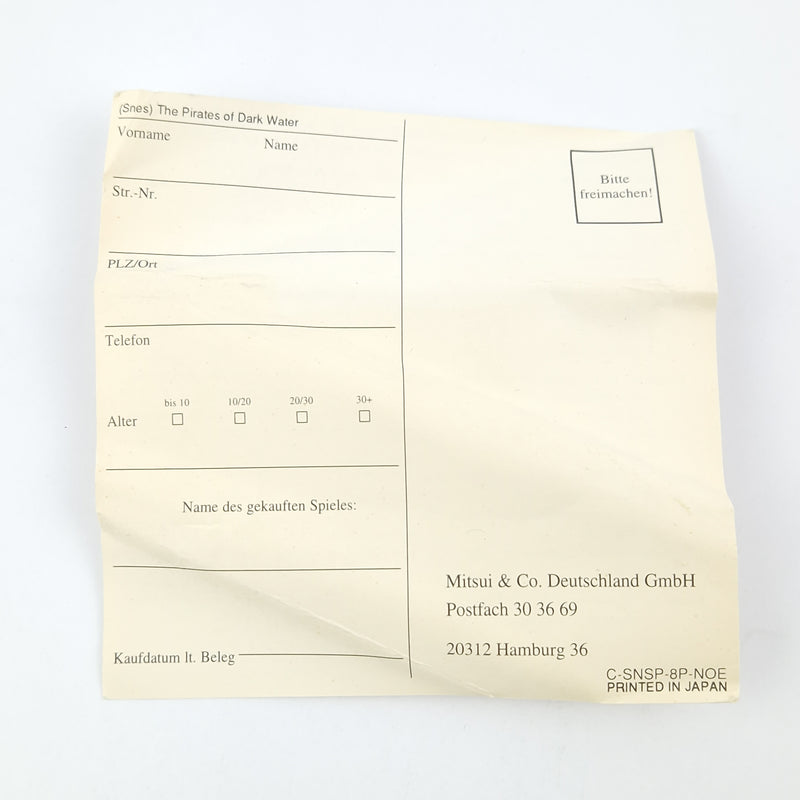 (Snes) The Pirates of Dark Water
Vorname Name
Str.-Nr.
PLZ/Ort
Telefon
bis 10 10/20 20/30 30+
Alter
Name des gekauften Spieles:
Kaufdatum lt. Beleg
Bitte
freimachen!
Mitsui & Co. Deutschland GmbH
Postfach 30 36 69
20312 Hamburg 36
C-SNSP-8P-NOE
PRINTED IN JAPAN